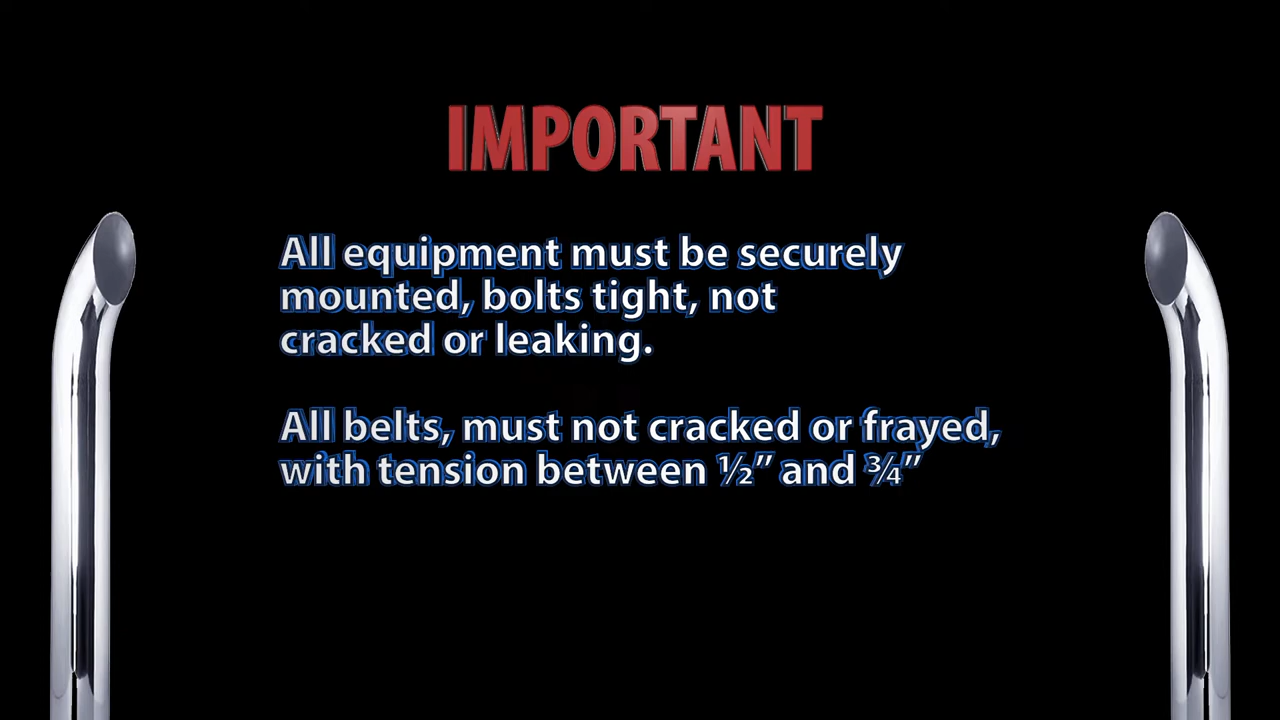 IMPORTANT
All equipment must be securely
mounted, bolts tight, not
cracked or leaking.
All belts, must not cracked or frayed,
with tension between ½” and ¾”